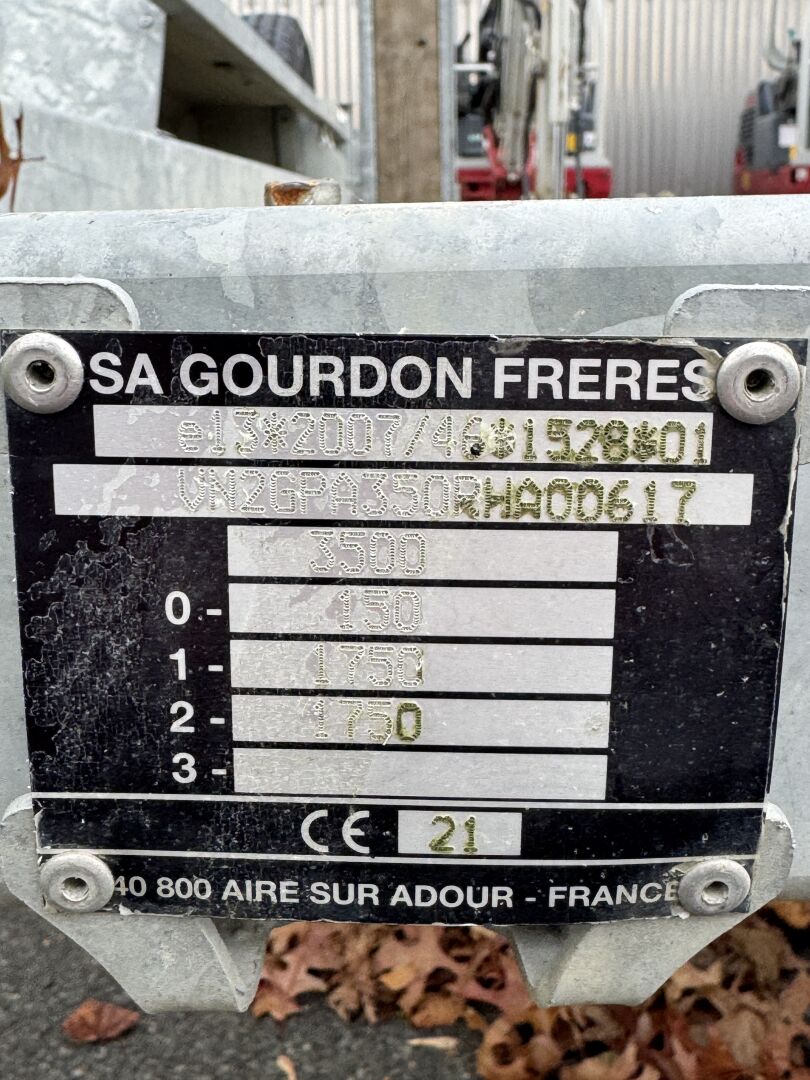 SA GOURDON FRERES
e13*2007/46*1528*01
VN2GPA350RHA00617
3500
0- 150
1- 1750
2- 1750
3-
CE 21
40 800 AIRE SUR ADOUR - FRANCE